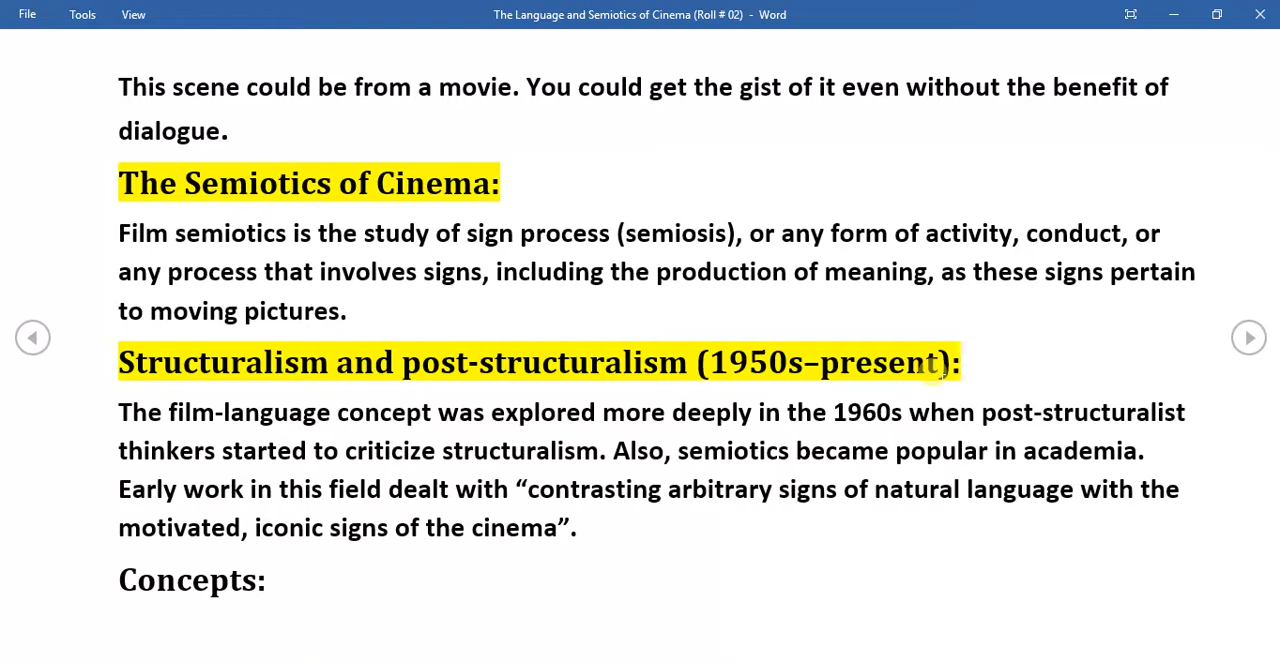 File Tools View The Language and Semiotics of Cinema (Roll # 02) - Word
This scene could be from a movie. You could get the gist of it even without the benefit of
dialogue.
The Semiotics of Cinema:
Film semiotics is the study of sign process (semiosis), or any form of activity, conduct, or
any process that involves signs, including the production of meaning, as these signs pertain
to moving pictures.
Structuralism and post-structuralism (1950s–present):
The film-language concept was explored more deeply in the 1960s when post-structuralist
thinkers started to criticize structuralism. Also, semiotics became popular in academia.
Early work in this field dealt with “contrasting arbitrary signs of natural language with the
motivated, iconic signs of the cinema”.
Concepts: